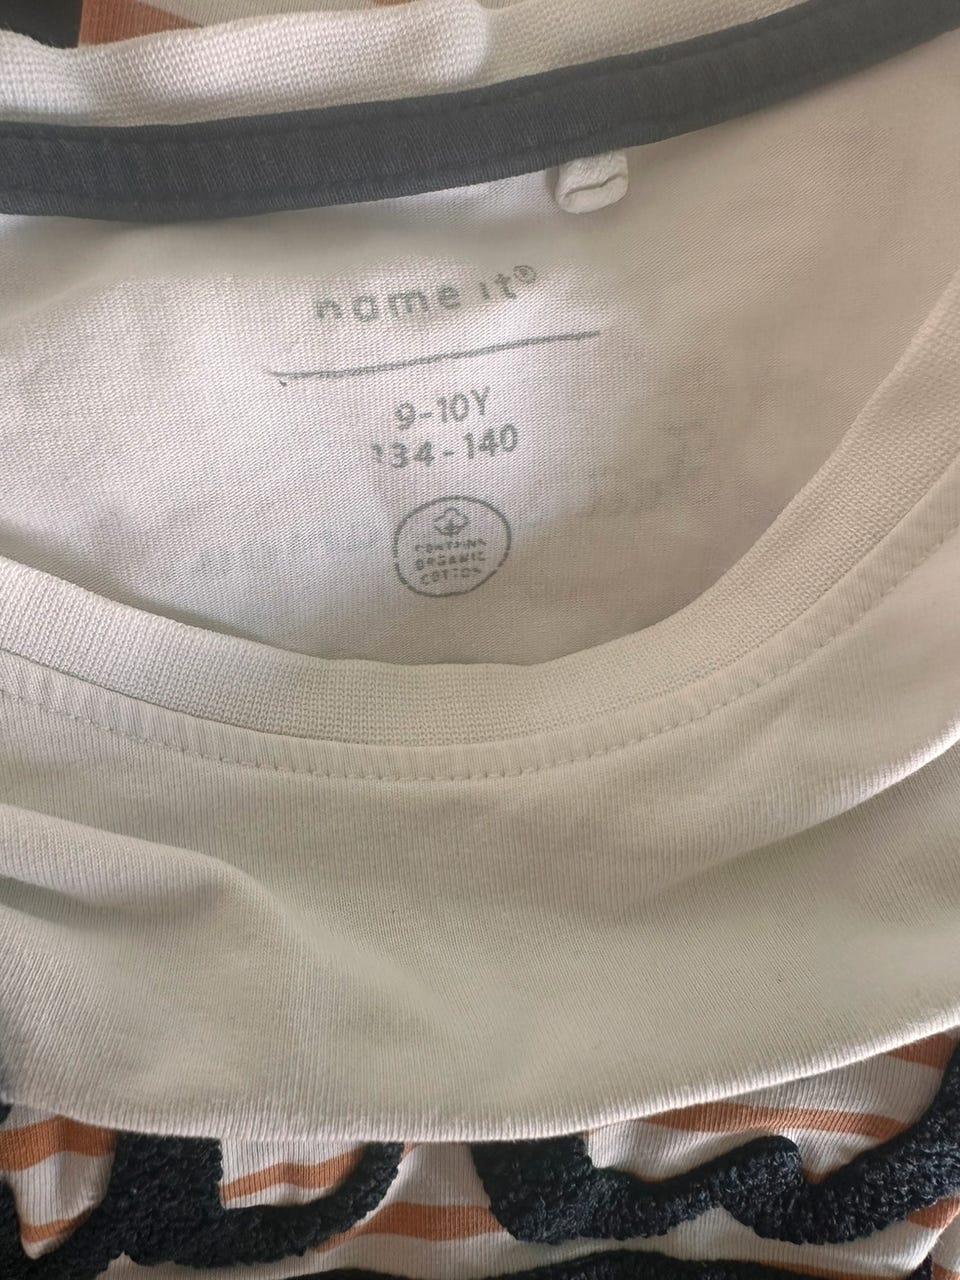 name it®
9-10Y
134-140
CONTAINS
ORGANIC
COTTON